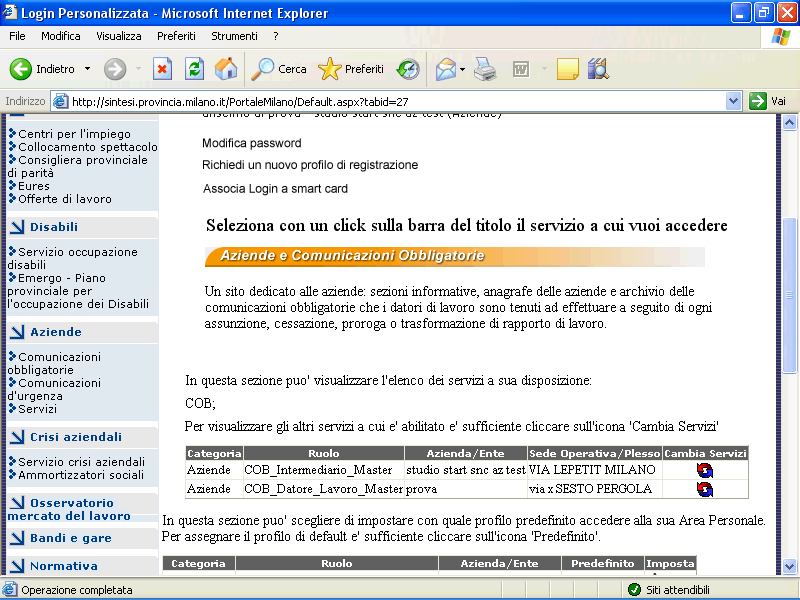 Login Personalizzata - Microsoft Internet Explorer
File Modifica Visualizza Preferiti Strumenti ?
Indietro Cerca Preferiti
Indirizzo http://sintesi.provincia.milano.it/PortaleMilano/Default.aspx?tabid=27 Vai
Centri per l'impiego
Collocamento spettacolo
Consigliera provinciale
di parità
Eures
Offerte di lavoro
Disabili
Servizio occupazione
disabili
Emergo - Piano
provinciale per
l'occupazione dei Disabili
Aziende
Comunicazioni
obbligatorie
Comunicazioni
d'urgenza
Servizi
Crisi aziendali
Servizio crisi aziendali
Ammortizzatori sociali
Osservatorio
mercato del lavoro
Bandi e gare
Normativa
anselmo di prova - studio start snc az test (Aziende)
Modifica password
Richiedi un nuovo profilo di registrazione
Associa Login a smart card
Seleziona con un click sulla barra del titolo il servizio a cui vuoi accedere
Aziende e Comunicazioni Obbligatorie
Un sito dedicato alle aziende: sezioni informative, anagrafe delle aziende e archivio delle
comunicazioni obbligatorie che i datori di lavoro sono tenuti ad effettuare a seguito di ogni
assunzione, cessazione, proroga o trasformazione di rapporto di lavoro.
In questa sezione puo' visualizzare l'elenco dei servizi a sua disposizione:
COB;
Per visualizzare gli altri servizi a cui e' abilitato e' sufficiente cliccare sull'icona 'Cambia Servizi'
Categoria Ruolo Azienda/Ente Sede Operativa/Plesso Cambia Servizi
Aziende COB_Intermediario_Master studio start snc az test VIA LEPETIT MILANO
Aziende COB_Datore_Lavoro_Master prova via x SESTO PERGOLA
In questa sezione puo' scegliere di impostare con quale profilo predefinito accedere alla sua Area Personale.
Per assegnare il profilo di default e' sufficiente cliccare sull'icona 'Predefinito'.
Categoria Ruolo Azienda/Ente Predefinito Imposta
Operazione completata Siti attendibili